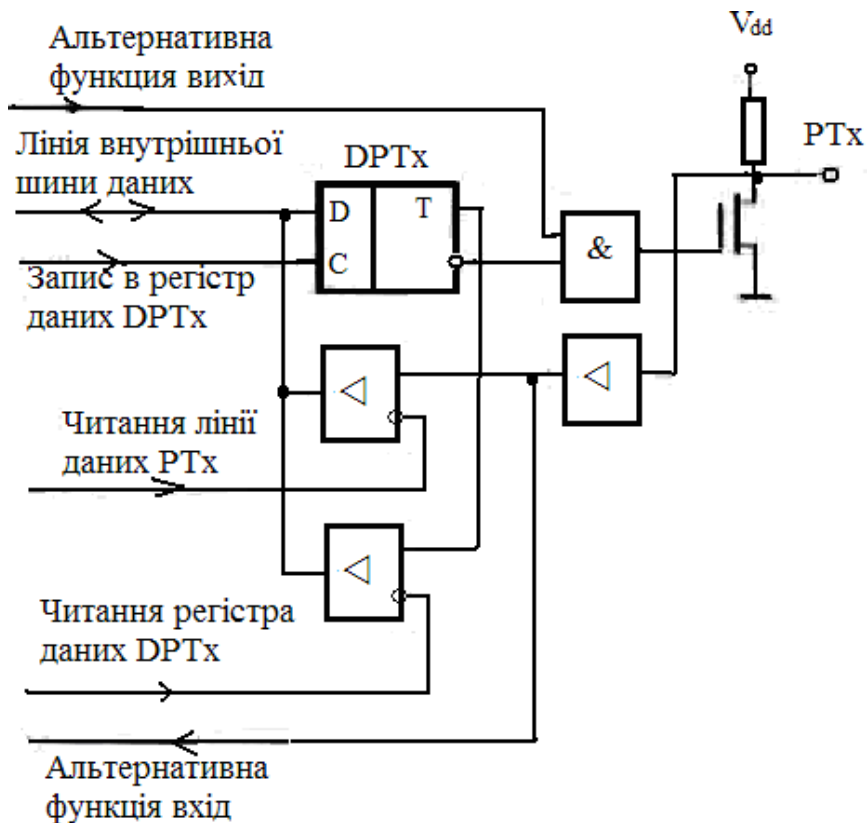 Альтернативна
функция вихід
Vdd
PTx
Лінія внутрішньої
шини даних
DPTx
D
T
C
&
Запис в регістр
даних DPTx
Читання лінії
даних PTx
Читання регістра
даних DPTx
Альтернативна
функція вхід